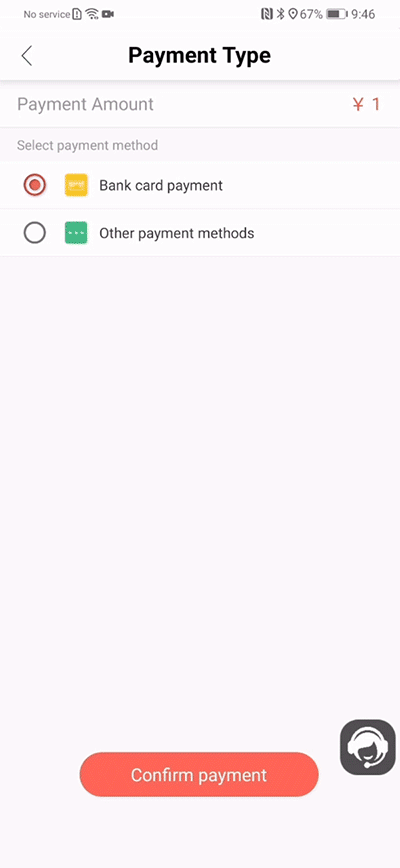 No service 67% 9:46
Payment Type
Payment Amount ¥ 1
Select payment method
Bank card payment
Other payment methods
Confirm payment